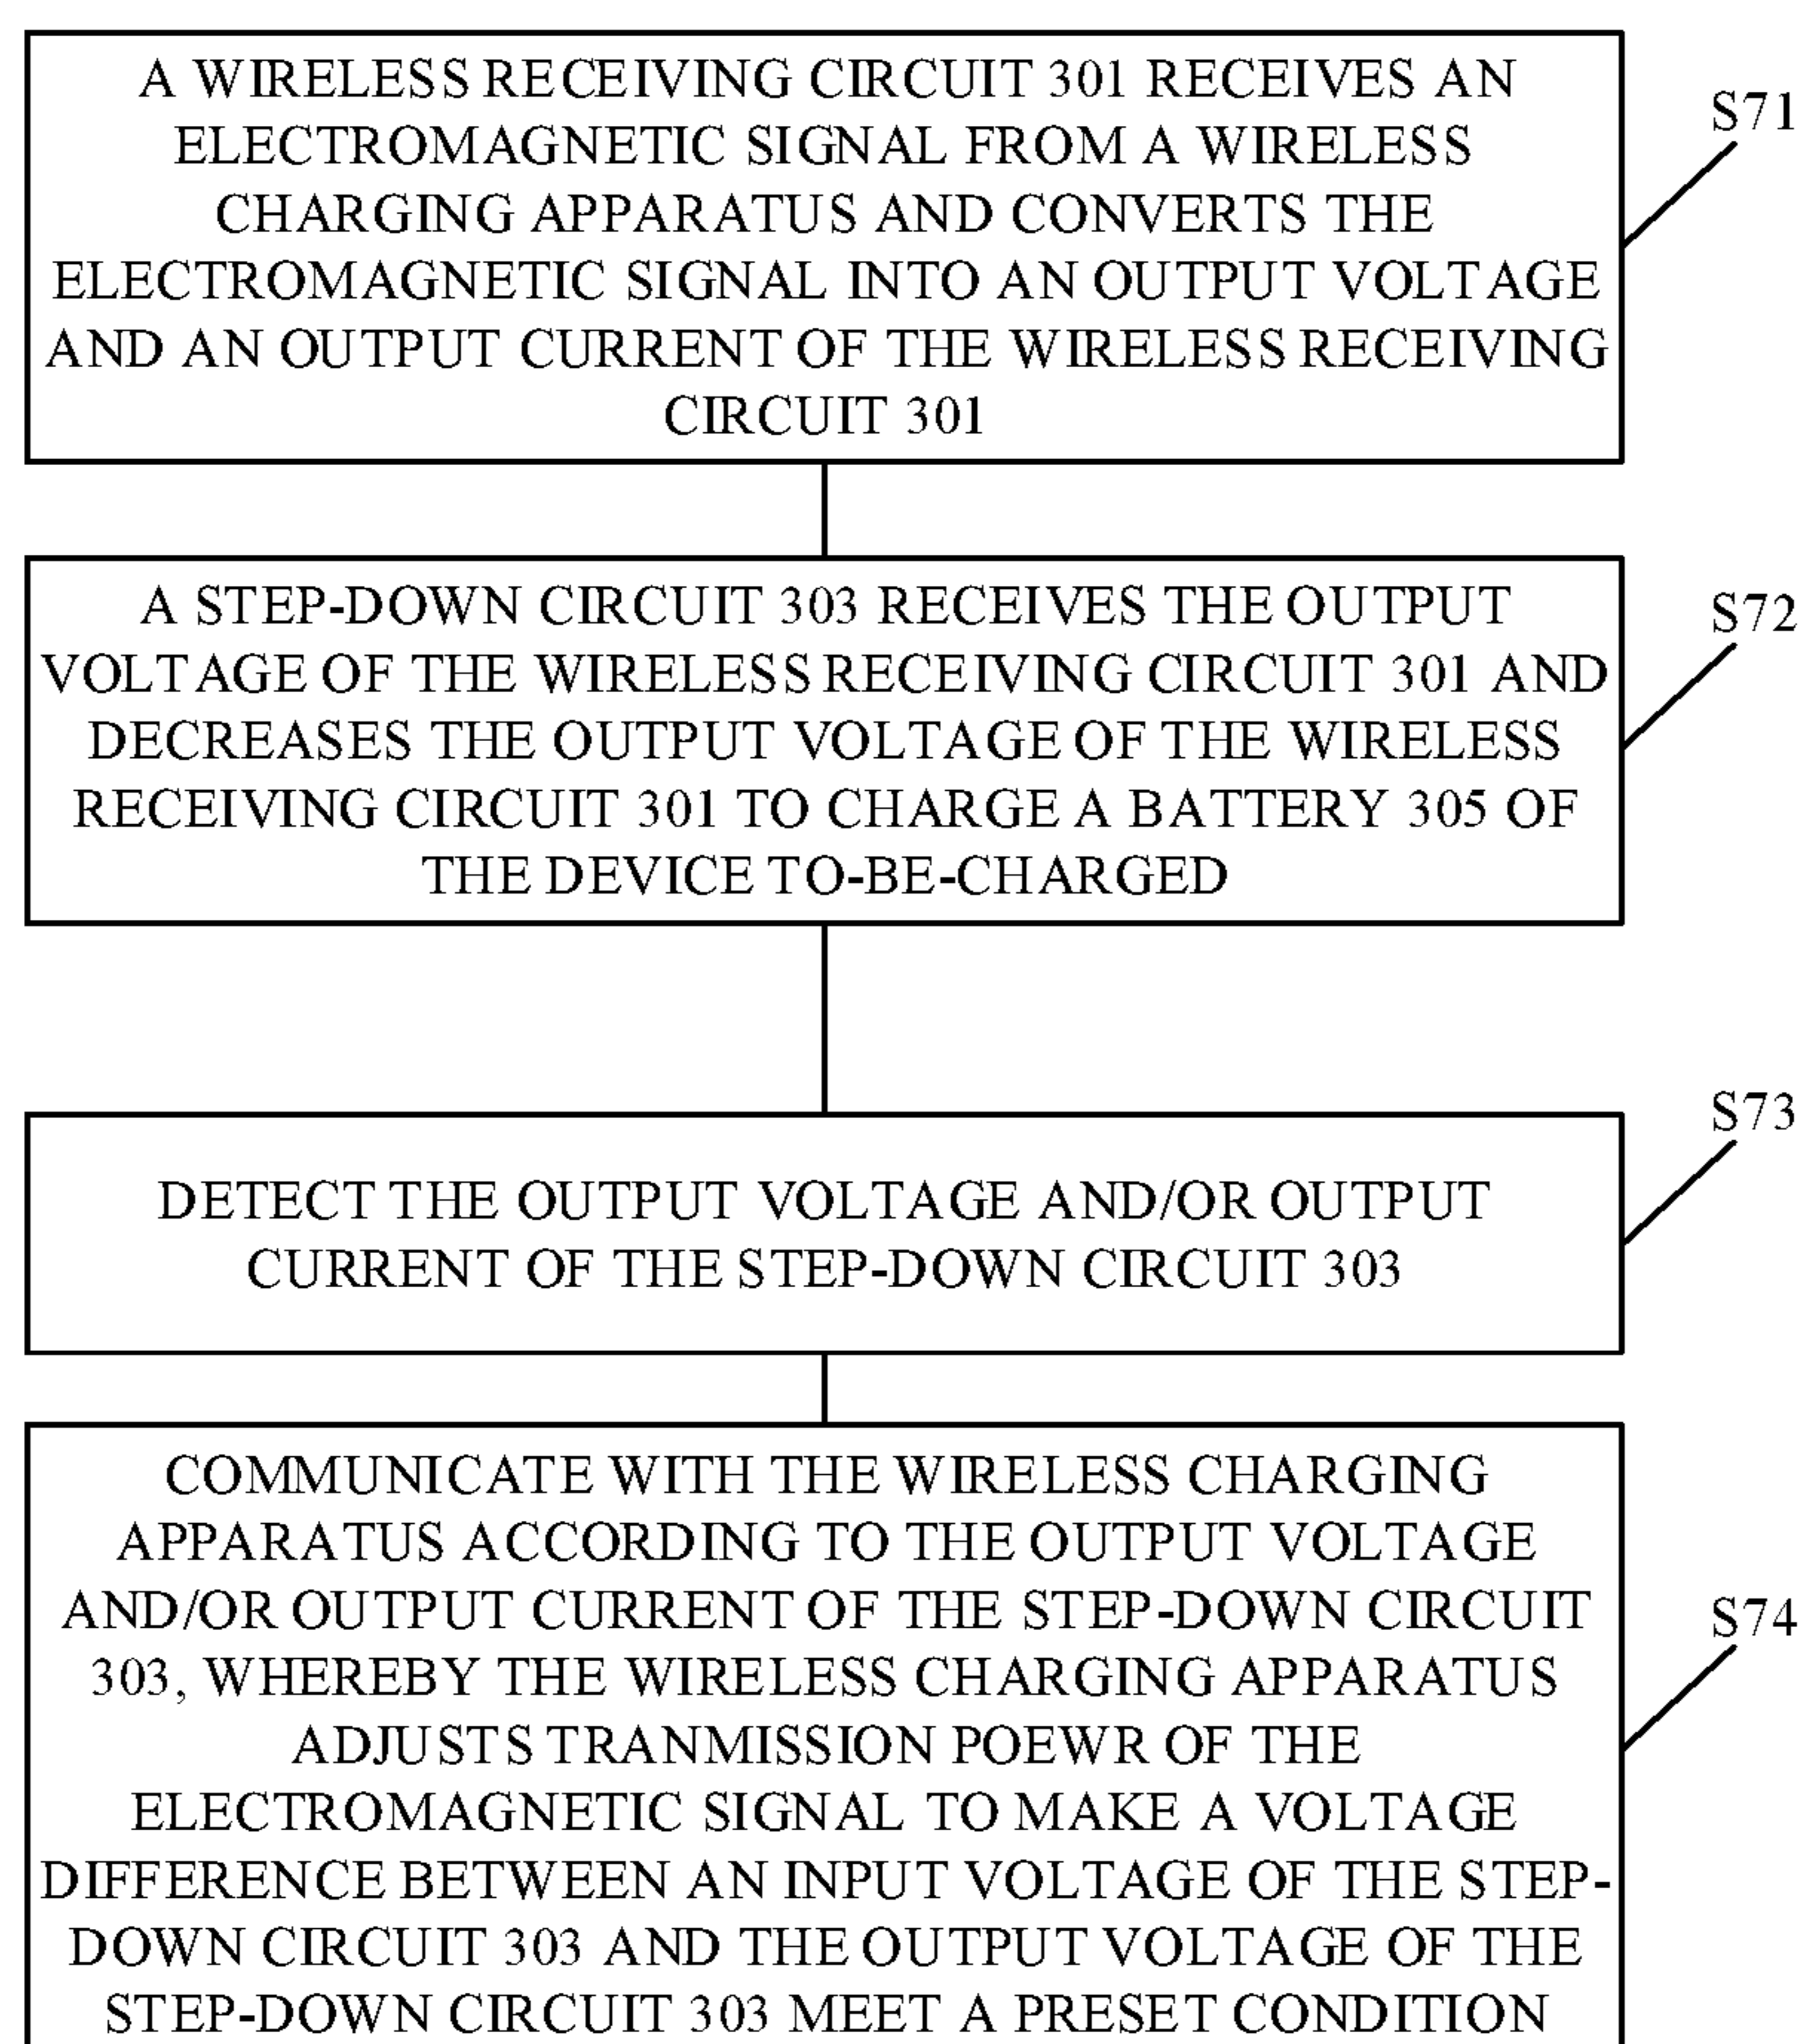 A WIRELESS RECEIVING CIRCUIT 301 RECEIVES AN
ELECTROMAGNETIC SIGNAL FROM A WIRELESS
CHARGING APPARATUS AND CONVERTS THE
ELECTROMAGNETIC SIGNAL INTO AN OUTPUT VOLTAGE
AND AN OUTPUT CURRENT OF THE WIRELESS RECEIVING
CIRCUIT 301
S71
A STEP-DOWN CIRCUIT 303 RECEIVES THE OUTPUT
VOLTAGE OF THE WIRELESS RECEIVING CIRCUIT 301 AND
DECREASES THE OUTPUT VOLTAGE OF THE WIRELESS
RECEIVING CIRCUIT 301 TO CHARGE A BATTERY 305 OF
THE DEVICE TO-BE-CHARGED
S72
DETECT THE OUTPUT VOLTAGE AND/OR OUTPUT
CURRENT OF THE STEP-DOWN CIRCUIT 303
S73
COMMUNICATE WITH THE WIRELESS CHARGING
APPARATUS ACCORDING TO THE OUTPUT VOLTAGE
AND/OR OUTPUT CURRENT OF THE STEP-DOWN CIRCUIT
303, WHEREBY THE WIRELESS CHARGING APPARATUS
ADJUSTS TRANMISSION POEWR OF THE
ELECTROMAGNETIC SIGNAL TO MAKE A VOLTAGE
DIFFERENCE BETWEEN AN INPUT VOLTAGE OF THE STEP-
DOWN CIRCUIT 303 AND THE OUTPUT VOLTAGE OF THE
STEP-DOWN CIRCUIT 303 MEET A PRESET CONDITION
S74